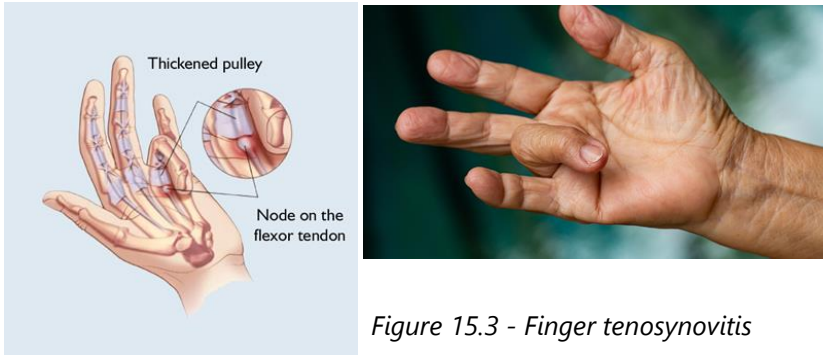 Thickened pulley
Node on the
flexor tendon
Figure 15.3 - Finger tenosynovitis